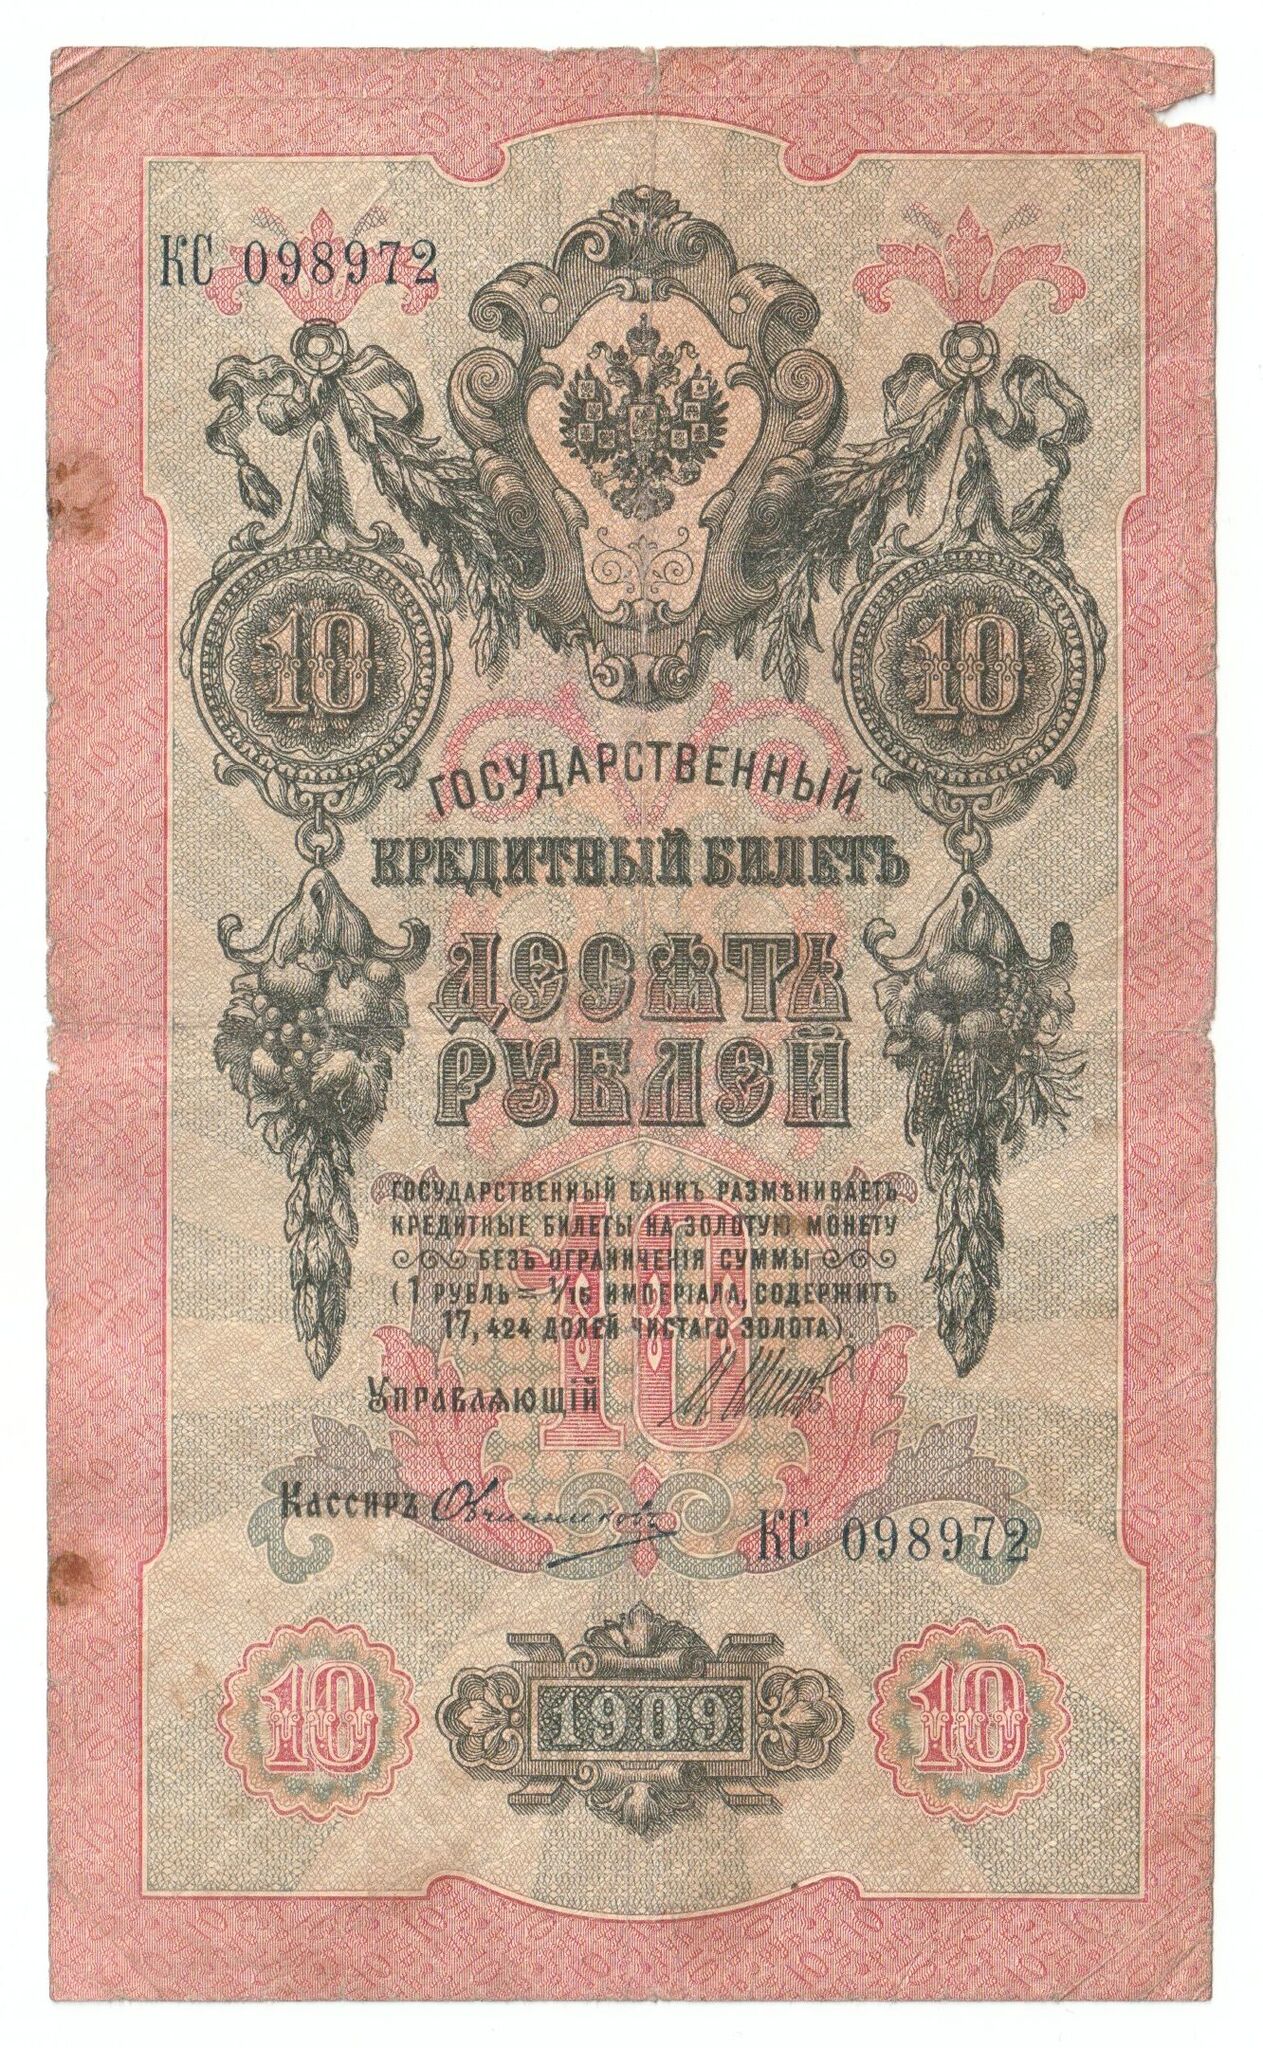 КС 098972
10 10
ГОСУДАРСТВЕННЫЙ
КРЕДИТНЫЙ БИЛЕТЪ
ДЕСЯТЬ
РУБЛЕЙ
ГОСУДАРСТВЕННЫЙ БАНКЪ РАЗМѢНИВАЕТЪ
КРЕДИТНЫЕ БИЛЕТЫ НА ЗОЛОТУЮ МОНЕТУ
БЕЗЪ ОГРАНИЧЕНІЯ СУММЫ
(1 РУБЛЬ = 1/15 ИМПЕРІАЛА, СОДЕРЖИТЪ
17,424 ДОЛЕЙ ЧИСТАГО ЗОЛОТА).
10
Управляющій
Кассиръ Овчинниковъ
КС 098972
10 1909 10